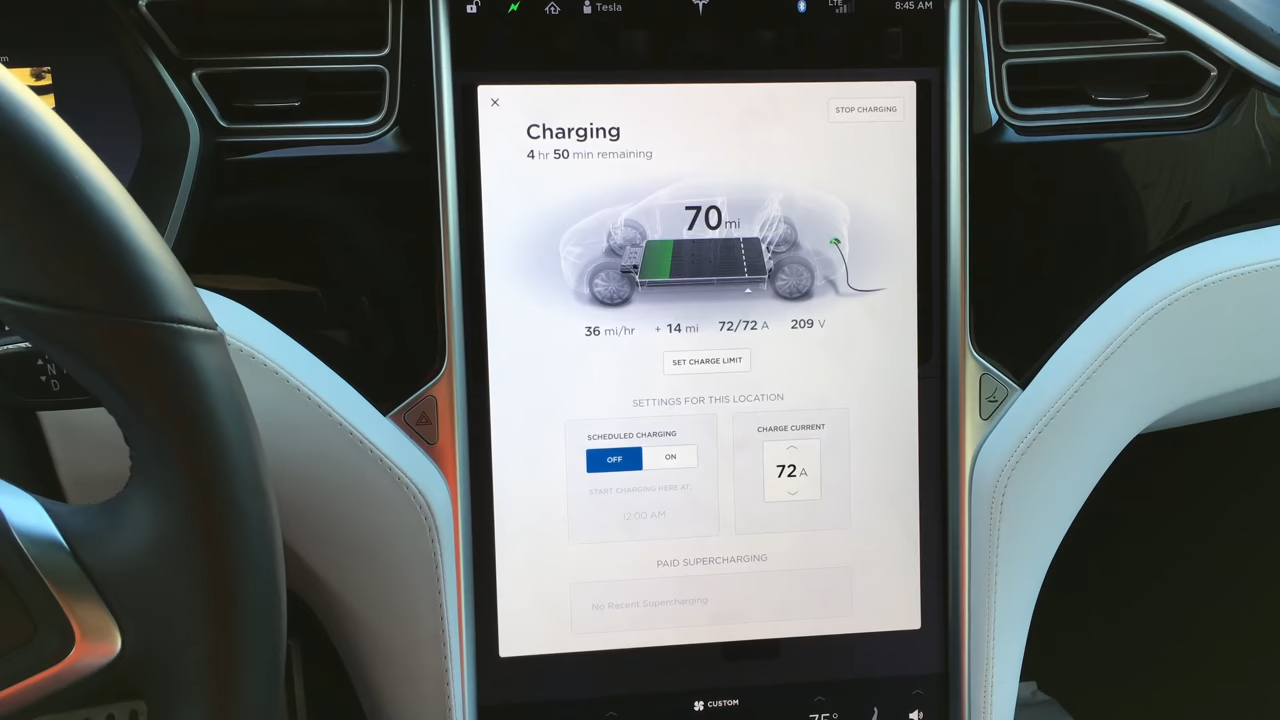 Tesla
LTE
8:45 AM
m
STOP CHARGING
Charging
4 hr 50 min remaining
70 mi
36 mi/hr + 14 mi 72/72 A 209 V
SET CHARGE LIMIT
SETTINGS FOR THIS LOCATION
SCHEDULED CHARGING
OFF ON
START CHARGING HERE AT:
12:00 AM
CHARGE CURRENT
72 A
PAID SUPERCHARGING
No Recent Supercharging
N
D
CUSTOM
75°